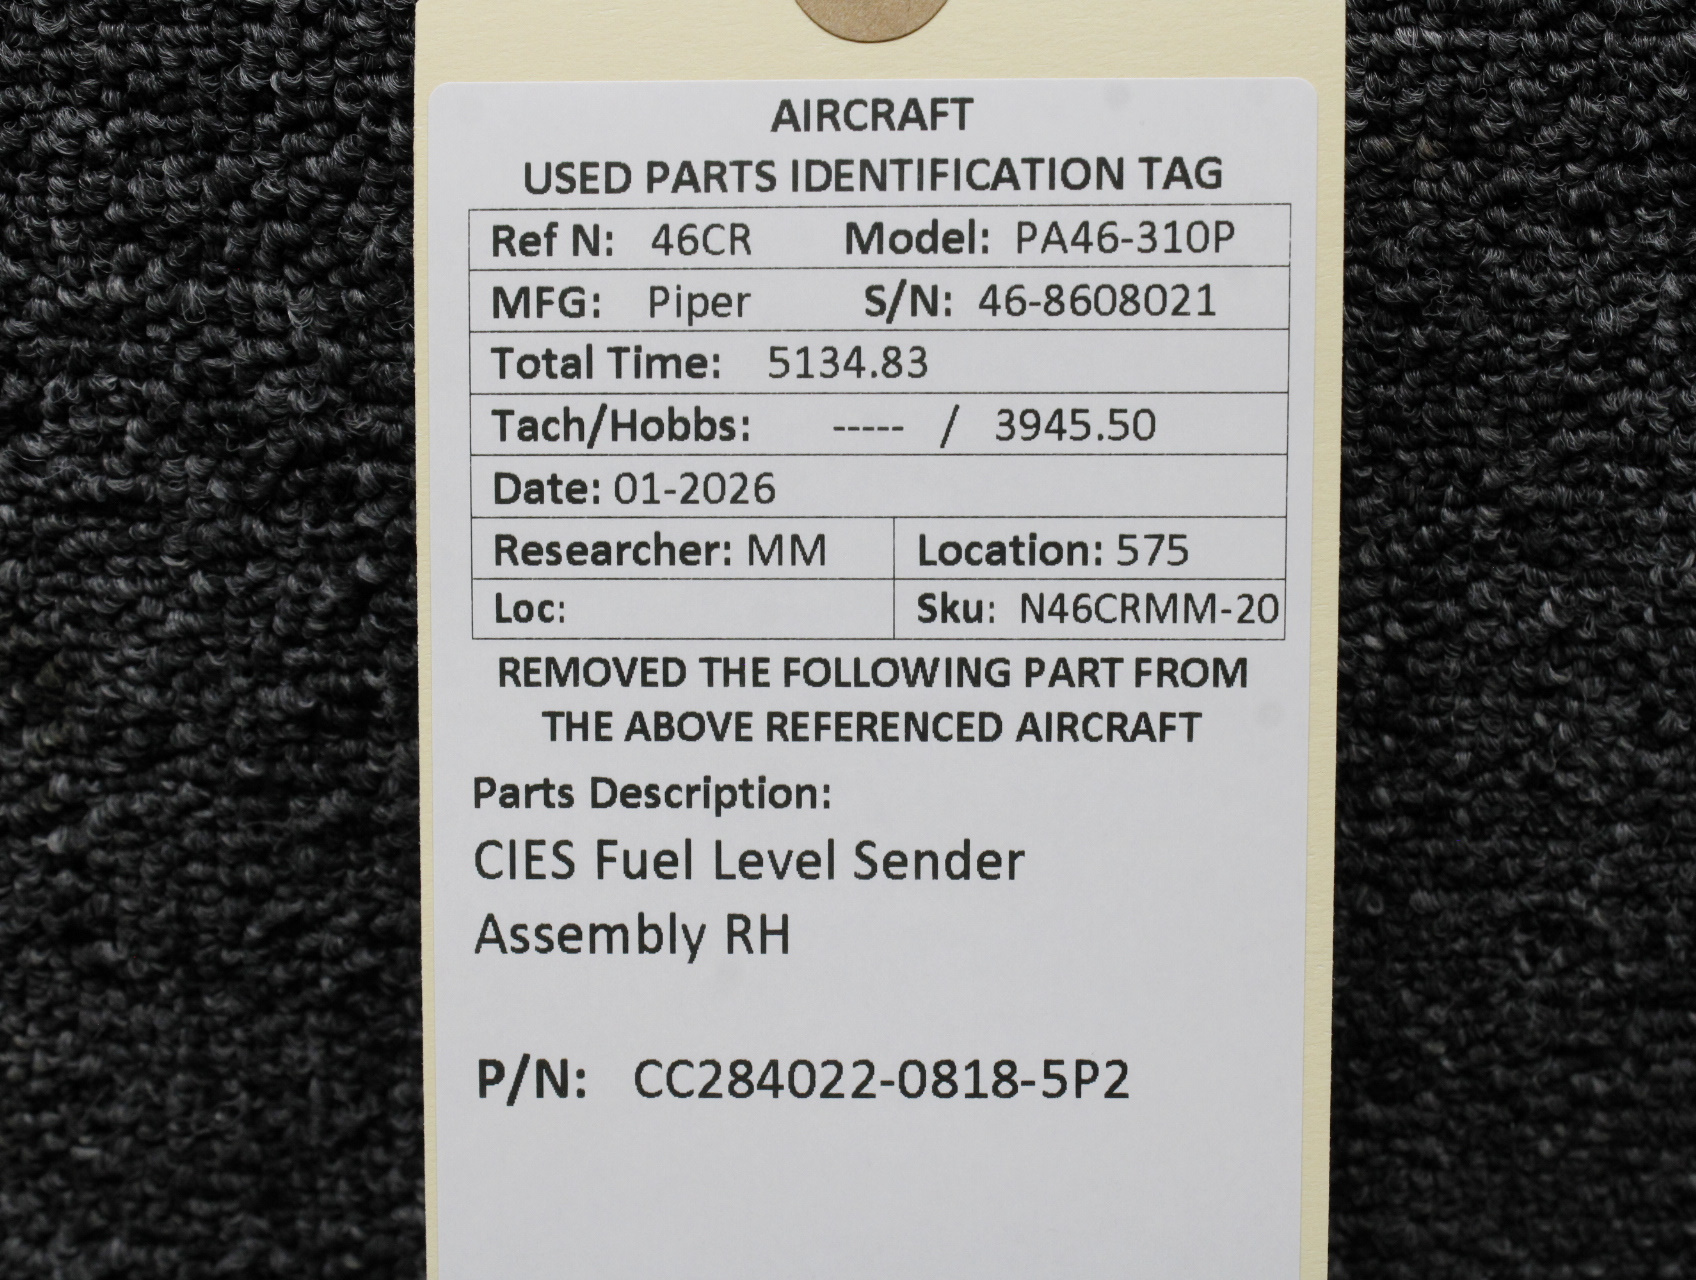 AIRCRAFT
USED PARTS IDENTIFICATION TAG
Ref N: 46CR Model: PA46-310P
MFG: Piper S/N: 46-8608021
Total Time: 5134.83
Tach/Hobbs: ----- / 3945.50
Date: 01-2026
Researcher: MM Location: 575
Loc: Sku: N46CRMM-20
REMOVED THE FOLLOWING PART FROM
THE ABOVE REFERENCED AIRCRAFT
Parts Description:
CIES Fuel Level Sender
Assembly RH
P/N: CC284022-0818-5P2